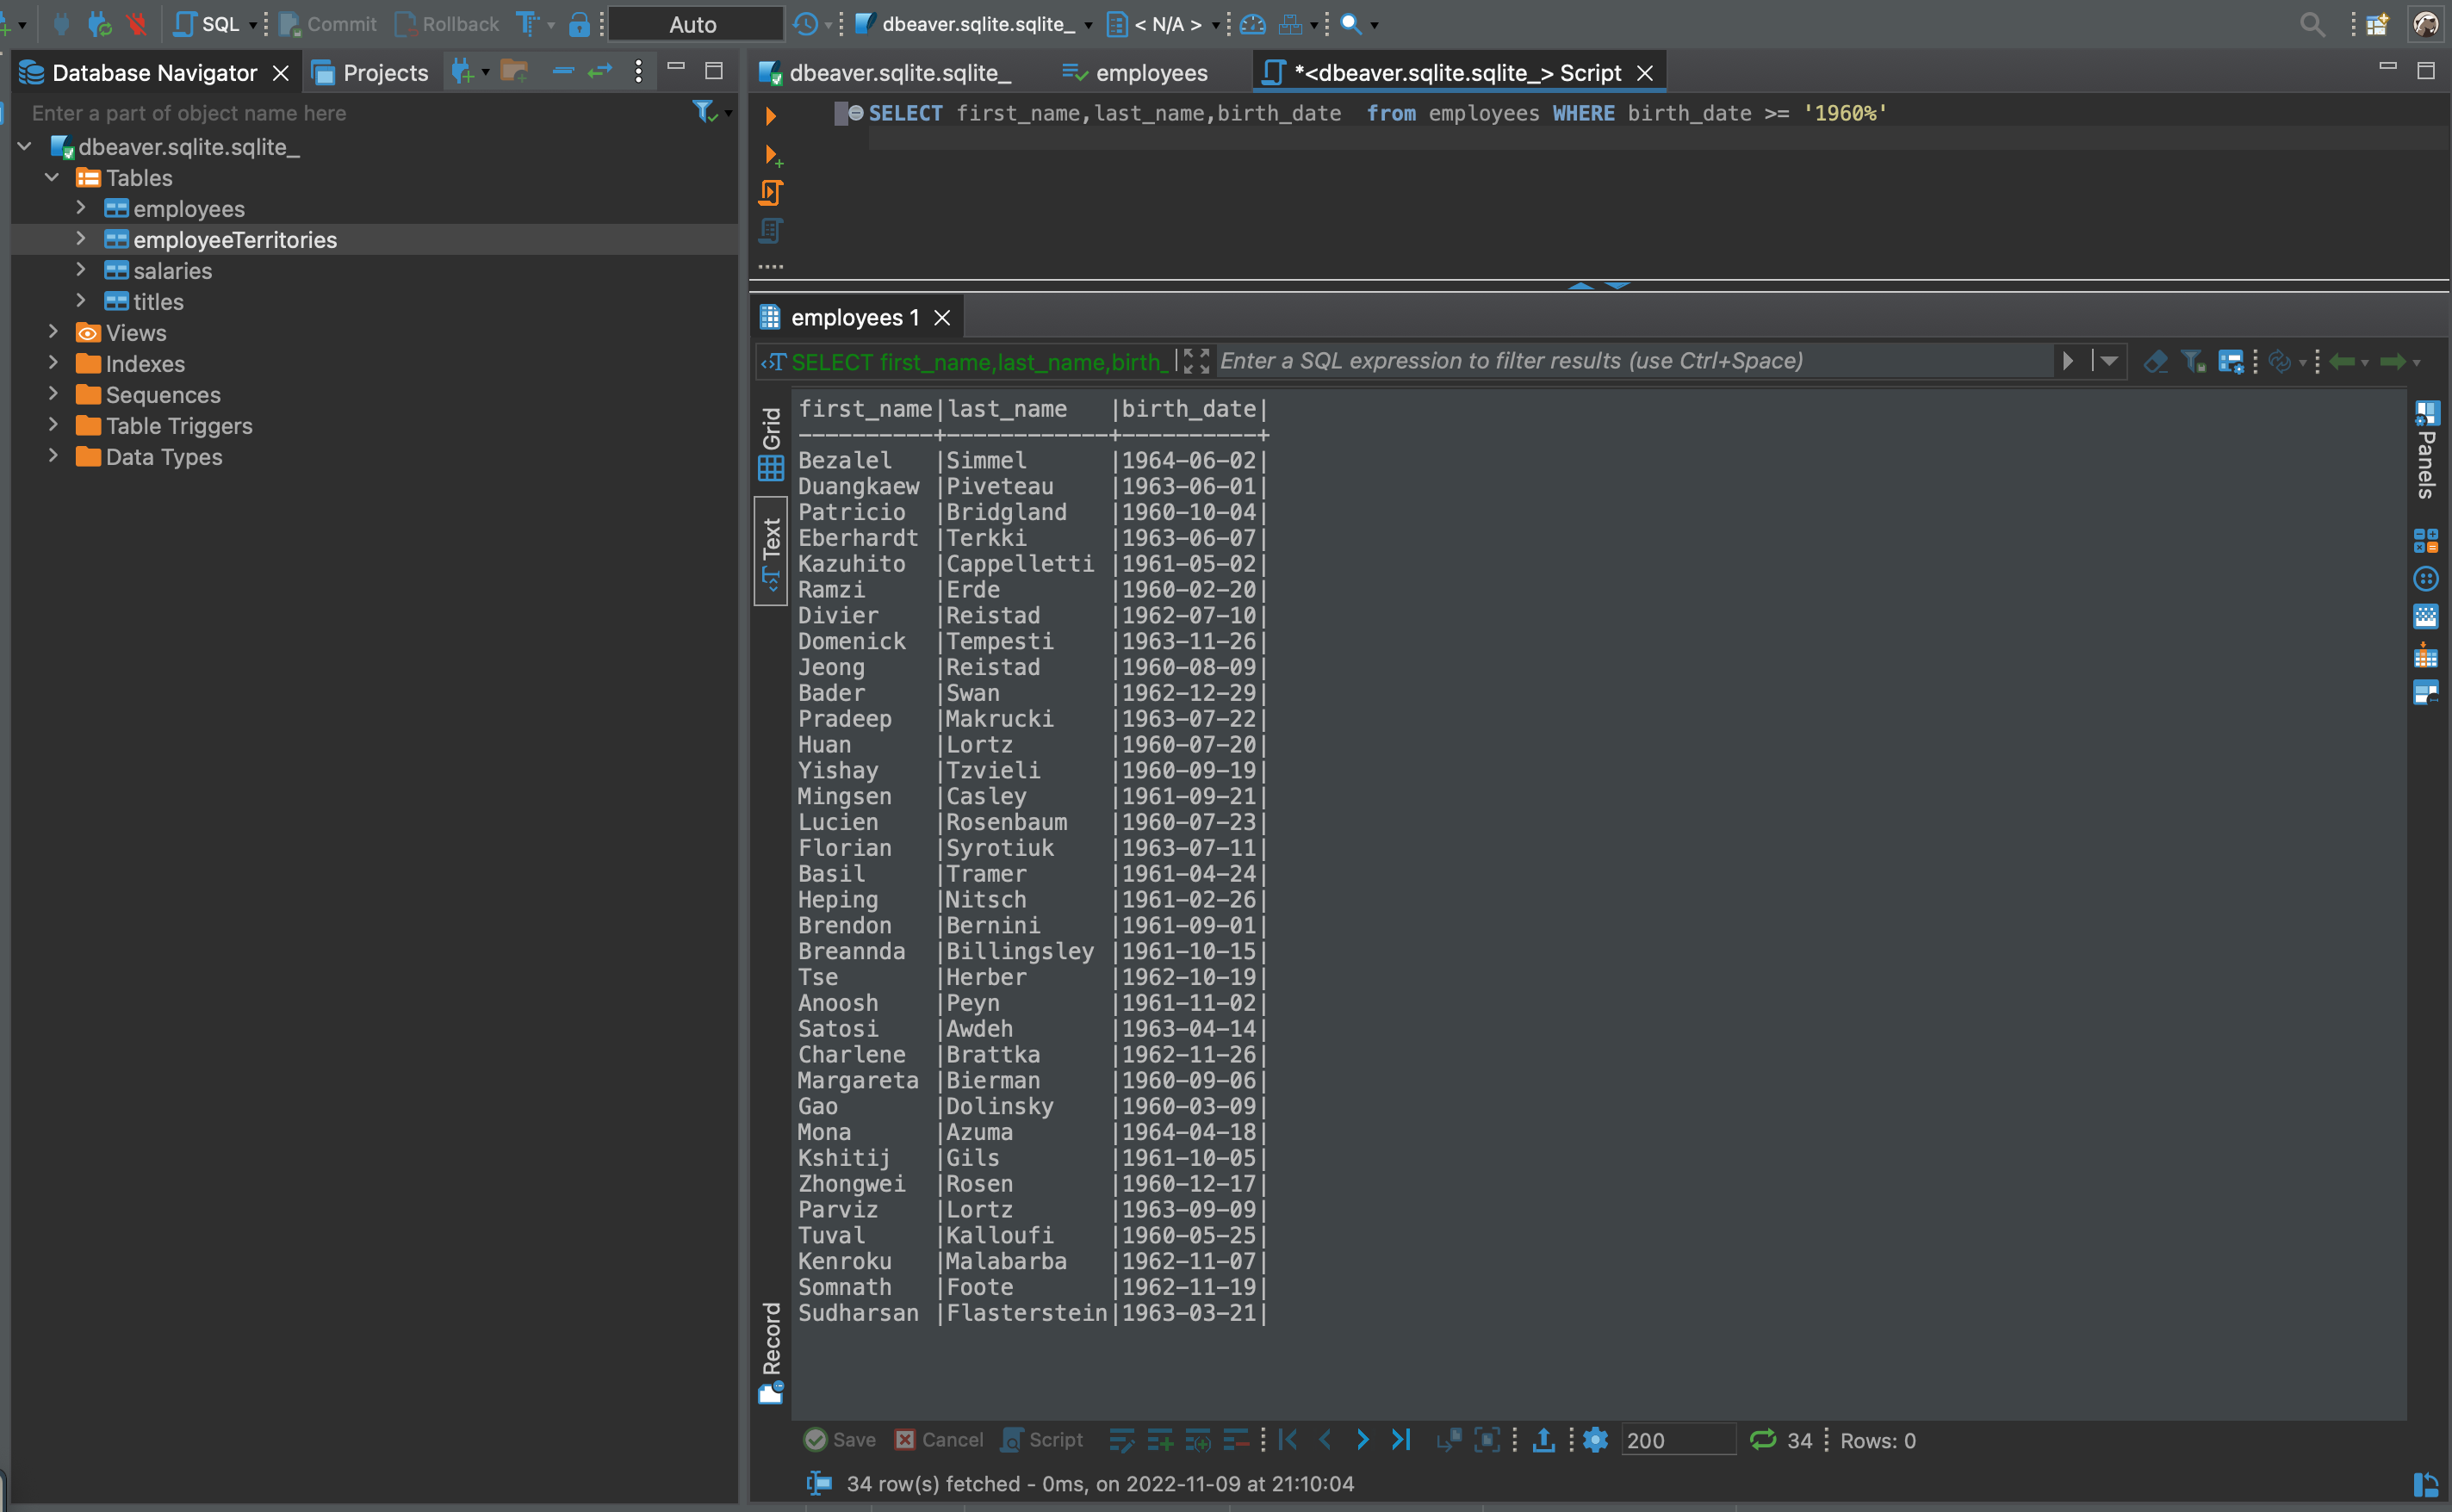 SQL Commit Rollback Auto dbeaver.sqlite.sqlite_ < N/A >
Database Navigator Projects
Enter a part of object name here
dbeaver.sqlite.sqlite_
Tables
employees
employeeTerritories
salaries
titles
Views
Indexes
Sequences
Table Triggers
Data Types
dbeaver.sqlite.sqlite_ employees *<dbeaver.sqlite.sqlite_> Script
SELECT first_name,last_name,birth_date  from employees WHERE birth_date >= '1960%'
employees 1
SELECT first_name,last_name,birth_ Enter a SQL expression to filter results (use Ctrl+Space)
Grid
Text
Record
Panels
first_name|last_name   |birth_date|
----------+------------+----------+
Bezalel   |Simmel      |1964-06-02|
Duangkaew |Piveteau    |1963-06-01|
Patricio  |Bridgland   |1960-10-04|
Eberhardt |Terkki      |1963-06-07|
Kazuhito  |Cappelletti |1961-05-02|
Ramzi     |Erde        |1960-02-20|
Divier    |Reistad     |1962-07-10|
Domenick  |Tempesti    |1963-11-26|
Jeong     |Reistad     |1960-08-09|
Bader     |Swan        |1962-12-29|
Pradeep   |Makrucki    |1963-07-22|
Huan      |Lortz       |1960-07-20|
Yishay    |Tzvieli     |1960-09-19|
Mingsen   |Casley      |1961-09-21|
Lucien    |Rosenbaum   |1960-07-23|
Florian   |Syrotiuk    |1963-07-11|
Basil     |Tramer      |1961-04-24|
Heping    |Nitsch      |1961-02-26|
Brendon   |Bernini     |1961-09-01|
Breannda  |Billingsley |1961-10-15|
Tse       |Herber      |1962-10-19|
Anoosh    |Peyn        |1961-11-02|
Satosi    |Awdeh       |1963-04-14|
Charlene  |Brattka     |1962-11-26|
Margareta |Bierman     |1960-09-06|
Gao       |Dolinsky    |1960-03-09|
Mona      |Azuma       |1964-04-18|
Kshitij   |Gils        |1961-10-05|
Zhongwei  |Rosen       |1960-12-17|
Parviz    |Lortz       |1963-09-09|
Tuval     |Kalloufi    |1960-05-25|
Kenroku   |Malabarba   |1962-11-07|
Somnath   |Foote       |1962-11-19|
Sudharsan |Flasterstein|1963-03-21|
Save Cancel Script 200 34 Rows: 0
34 row(s) fetched - 0ms, on 2022-11-09 at 21:10:04